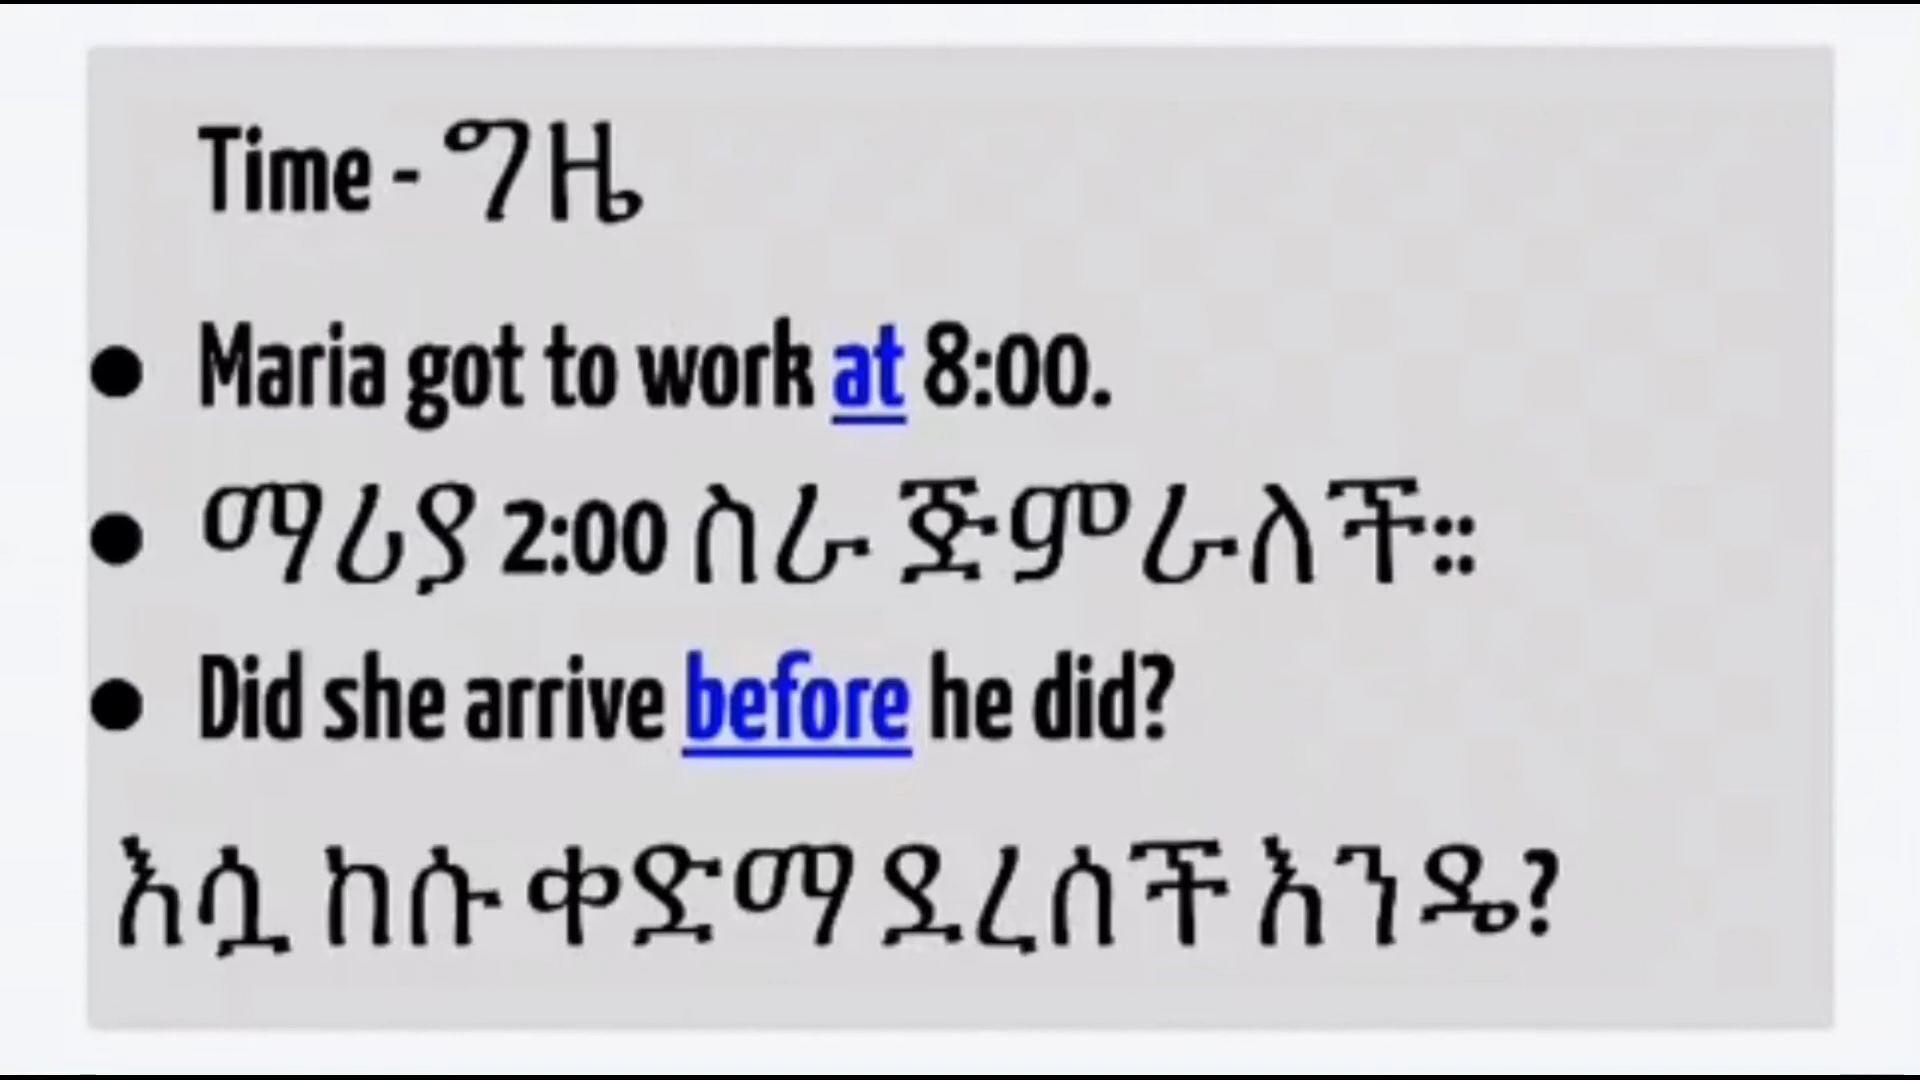 Time - ግዜ
● Maria got to work at 8:00.
● ማሪያ 2:00 ስራ ጅምራለች።
● Did she arrive before he did?
እሷ ከሱ ቀድማ ደረሰች እንዴ?